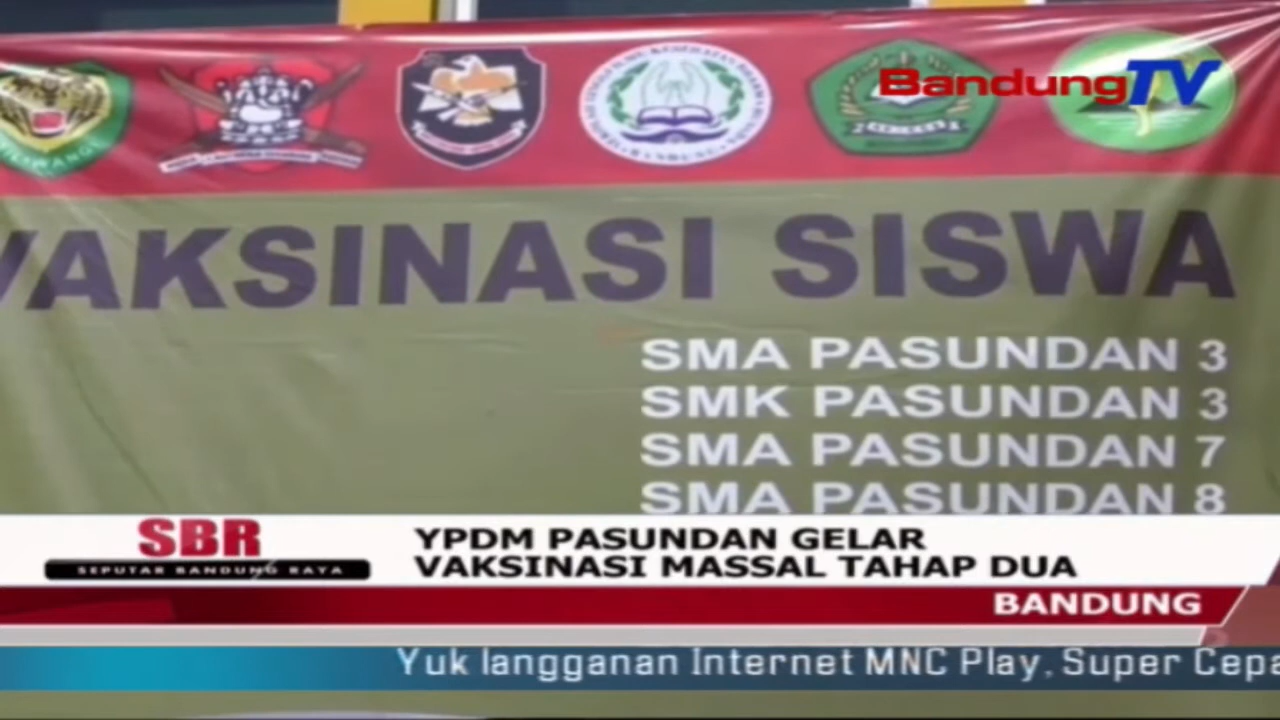 BandungTV
VAKSINASI SISWA
SMA PASUNDAN 3
SMK PASUNDAN 3
SMA PASUNDAN 7
SMA PASUNDAN 8
SBR
SEPUTAR BANDUNG RAYA
YPDM PASUNDAN GELAR
VAKSINASI MASSAL TAHAP DUA
BANDUNG
Yuk langganan Internet MNC Play, Super Cepa